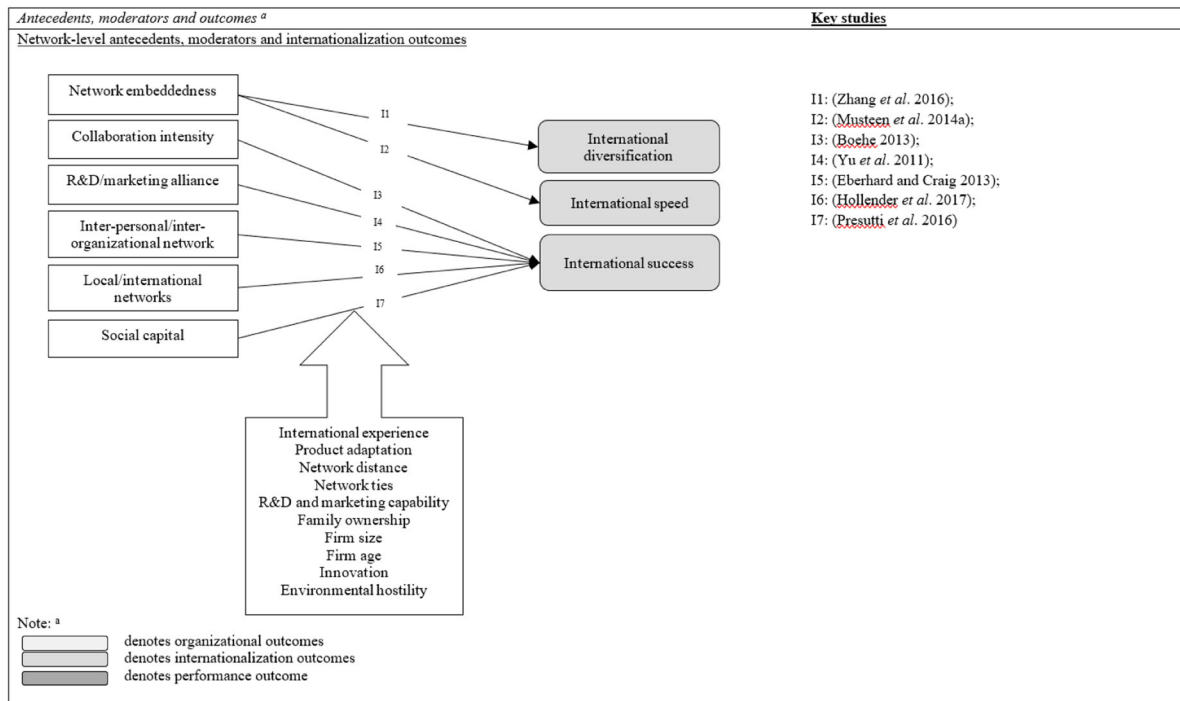 Antecedents, moderators and outcomes a
Key studies
Network-level antecedents, moderators and internationalization outcomes
Network embeddedness
Collaboration intensity
R&D/marketing alliance
Inter-personal/inter-
organizational network
Local/international
networks
Social capital
I1
I2
I3
I4
I5
I6
I7
International
diversification
International speed
International success
I1: (Zhang et al. 2016);
I2: (Musteen et al. 2014a);
I3: (Boehe 2013);
I4: (Yu et al. 2011);
I5: (Eberhard and Craig 2013);
I6: (Hollender et al. 2017);
I7: (Presutti et al. 2016)
International experience
Product adaptation
Network distance
Network ties
R&D and marketing capability
Family ownership
Firm size
Firm age
Innovation
Environmental hostility
Note: a
denotes organizational outcomes
denotes internationalization outcomes
denotes performance outcome